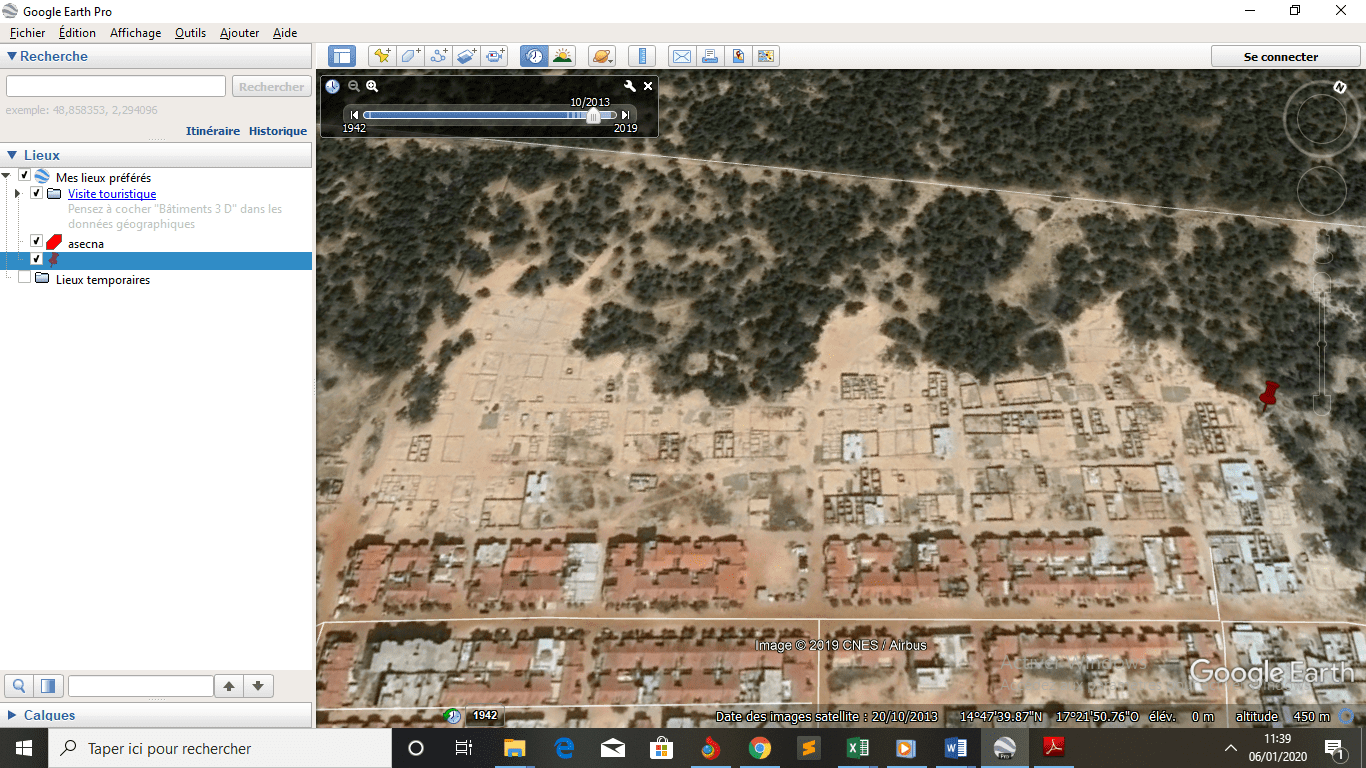 Google Earth Pro
Fichier Édition Affichage Outils Ajouter Aide
Recherche
Se connecter
Rechercher
exemple: 48,858353, 2,294096
Itinéraire Historique
Lieux
Mes lieux préférés
Visite touristique
Pensez à cocher "Bâtiments 3 D" dans les
données géographiques
asecna
Lieux temporaires
10/2013
1942
2019
N
Image © 2019 CNES / Airbus
Activer Windows
Google Earth
Calques
1942
Date des images satellite : 20/10/2013 14°47'39.87"N 17°21'50.76"O élév. 0 m altitude 450 m
Taper ici pour rechercher
11:39
06/01/2020
1